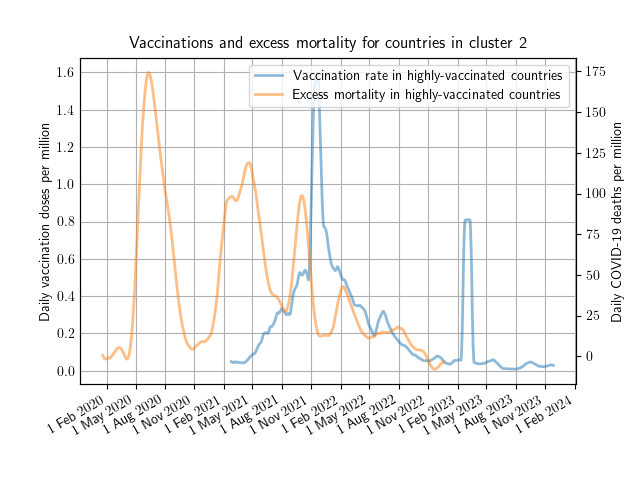 Vaccinations and excess mortality for countries in cluster 2
Vaccination rate in highly-vaccinated countries
Excess mortality in highly-vaccinated countries
Daily vaccination doses per million
1.6
1.4
1.2
1.0
0.8
0.6
0.4
0.2
0.0
175
150
125
100
75
50
25
0
Daily COVID-19 deaths per million
1 Feb 2020
1 May 2020
1 Aug 2020
1 Nov 2020
1 Feb 2021
1 May 2021
1 Aug 2021
1 Nov 2021
1 Feb 2022
1 May 2022
1 Aug 2022
1 Nov 2022
1 Feb 2023
1 May 2023
1 Aug 2023
1 Nov 2023
1 Feb 2024